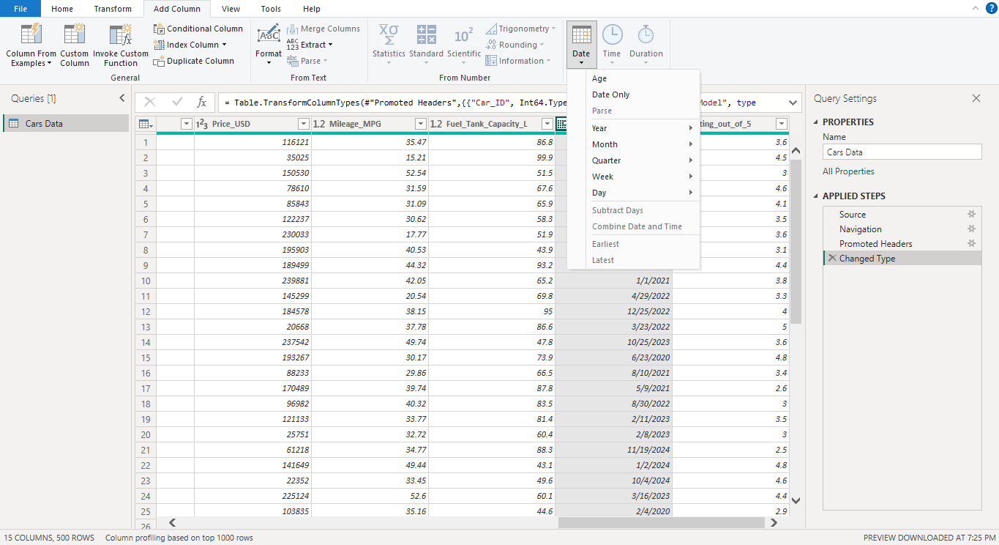 File Home Transform Add Column View Tools Help
Column From Examples
Custom Column
Invoke Custom Function
Conditional Column
Index Column
Duplicate Column
General
ABC Format
Merge Columns
ABC 123 Extract
abc Parse
From Text
XΣσ Statistics
Standard
10² Scientific
Trigonometry
.00 Rounding
Information
From Number
Date
Time
Duration
Age
Date Only
Parse
Year
Month
Quarter
Week
Day
Subtract Days
Combine Date and Time
Earliest
Latest
Queries [1]
Cars Data
fx = Table.TransformColumnTypes(#"Promoted Headers",{{"Car_ID", Int64.Type Model", type
1²3 Price_USD 1.2 Mileage_MPG 1.2 Fuel_Tank_Capacity_L ting_out_of_5
1 116121 35.47 86.8 3.6
2 35025 15.21 99.9 4.5
3 150530 52.54 51.5 3
4 78610 31.59 67.6 4.6
5 85843 31.09 65.9 4.1
6 122237 30.62 58.3 3.5
7 230033 17.77 51.9 3.6
8 195903 40.53 43.9 3.1
9 189499 44.32 93.2 4.4
10 239881 42.05 65.2 1/1/2021 3.8
11 145299 20.54 69.8 4/29/2022 3.3
12 184578 38.15 95 12/25/2022 4
13 20668 37.78 86.6 3/23/2022 5
14 237542 49.74 47.8 10/25/2023 3.6
15 193267 30.17 73.9 6/23/2020 4.8
16 88233 29.86 66.5 8/10/2021 3.4
17 170489 39.74 87.8 5/9/2021 2.6
18 96982 40.32 83.5 8/30/2022 3
19 121133 33.77 81.4 2/11/2023 3.5
20 25751 32.72 60.4 2/8/2023 3
21 61218 34.77 88.3 11/19/2024 2.5
22 141649 49.44 43.1 1/2/2024 4.8
23 22352 33.45 49.6 10/4/2024 4.6
24 225124 52.6 60.1 3/16/2023 4.4
25 103835 35.16 44.6 2/4/2020 2.9
26
Query Settings
PROPERTIES
Name
Cars Data
All Properties
APPLIED STEPS
Source
Navigation
Promoted Headers
Changed Type
15 COLUMNS, 500 ROWS Column profiling based on top 1000 rows PREVIEW DOWNLOADED AT 7:25 PM